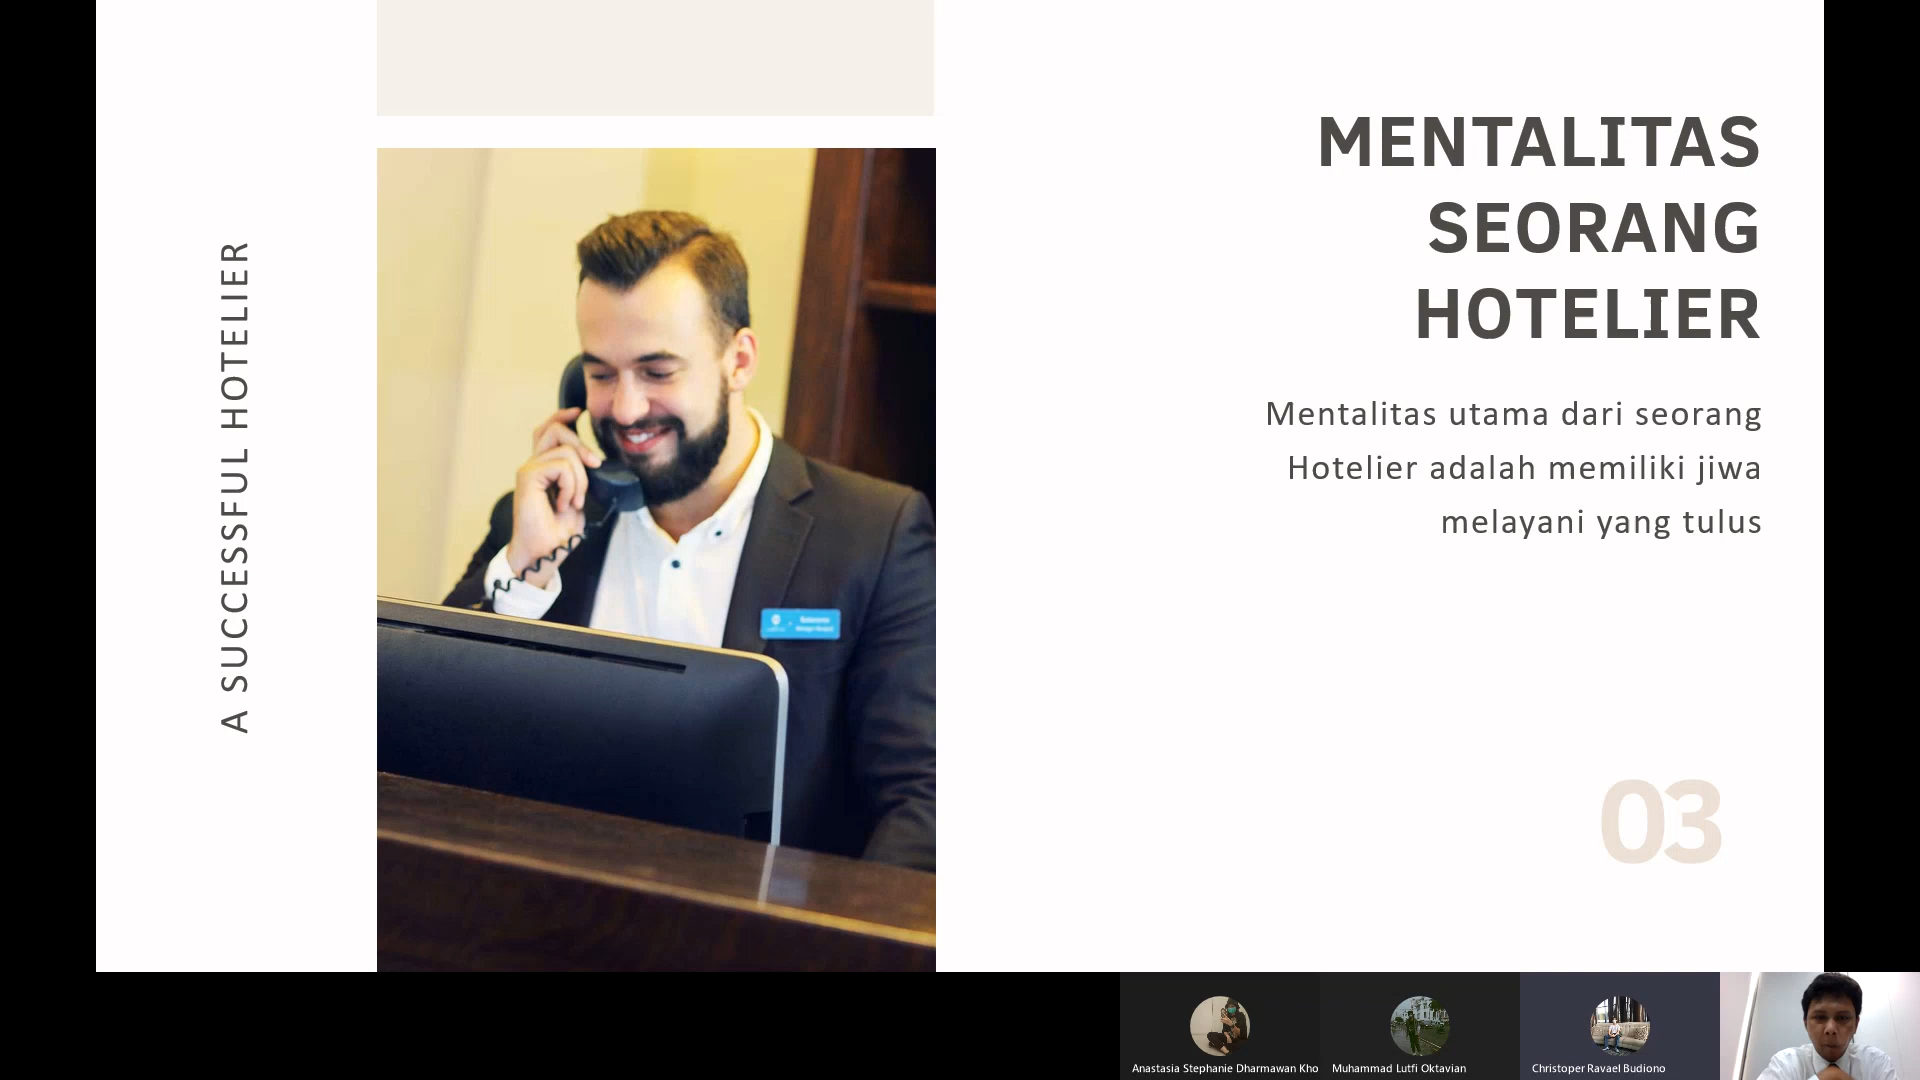 A SUCCESSFUL HOTELIER
MENTALITAS
SEORANG
HOTELIER
Mentalitas utama dari seorang
Hotelier adalah memiliki jiwa
melayani yang tulus
03
Anastasia Stephanie Dharmawan Kho
Muhammad Lutfi Oktavian
Christoper Ravael Budiono